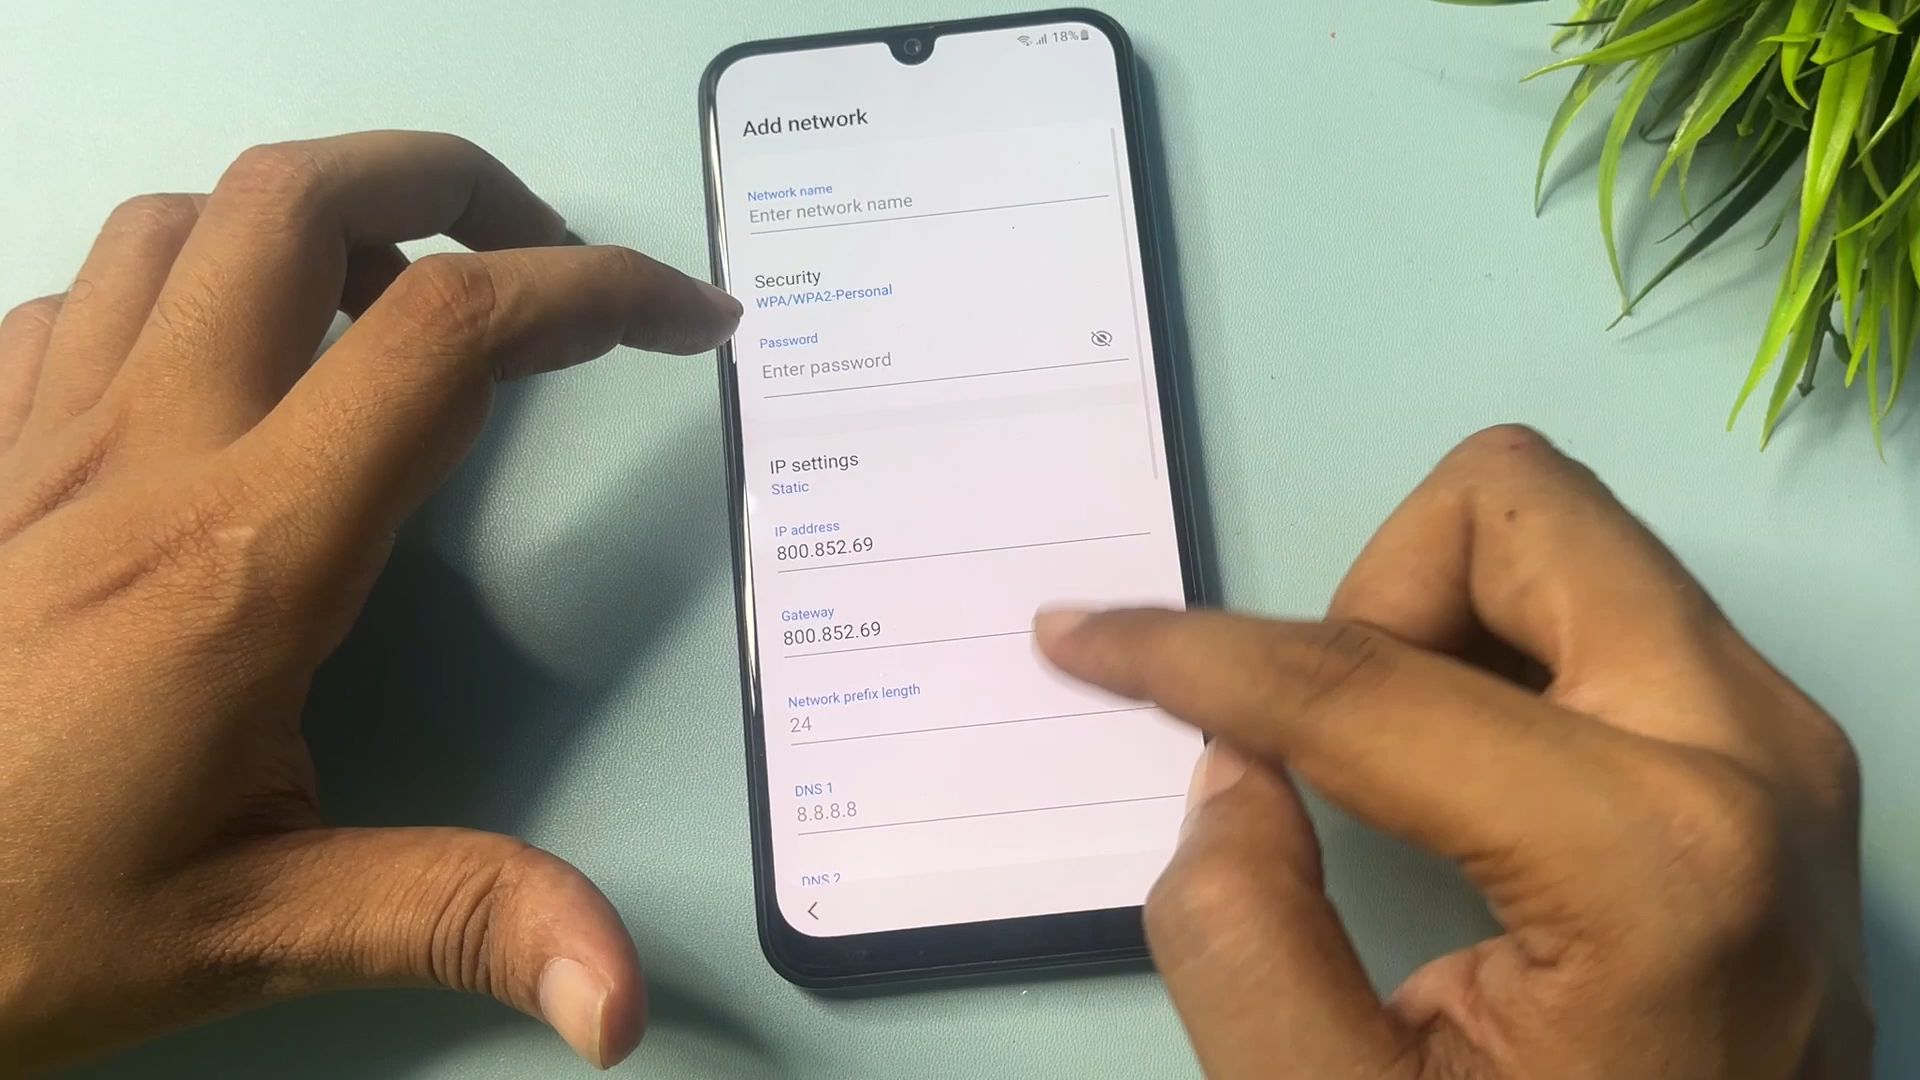 18%
Add network
Network name
Enter network name
Security
WPA/WPA2-Personal
Password
Enter password
IP settings
Static
IP address
800.852.69
Gateway
800.852.69
Network prefix length
24
DNS 1
8.8.8.8
DNS 2